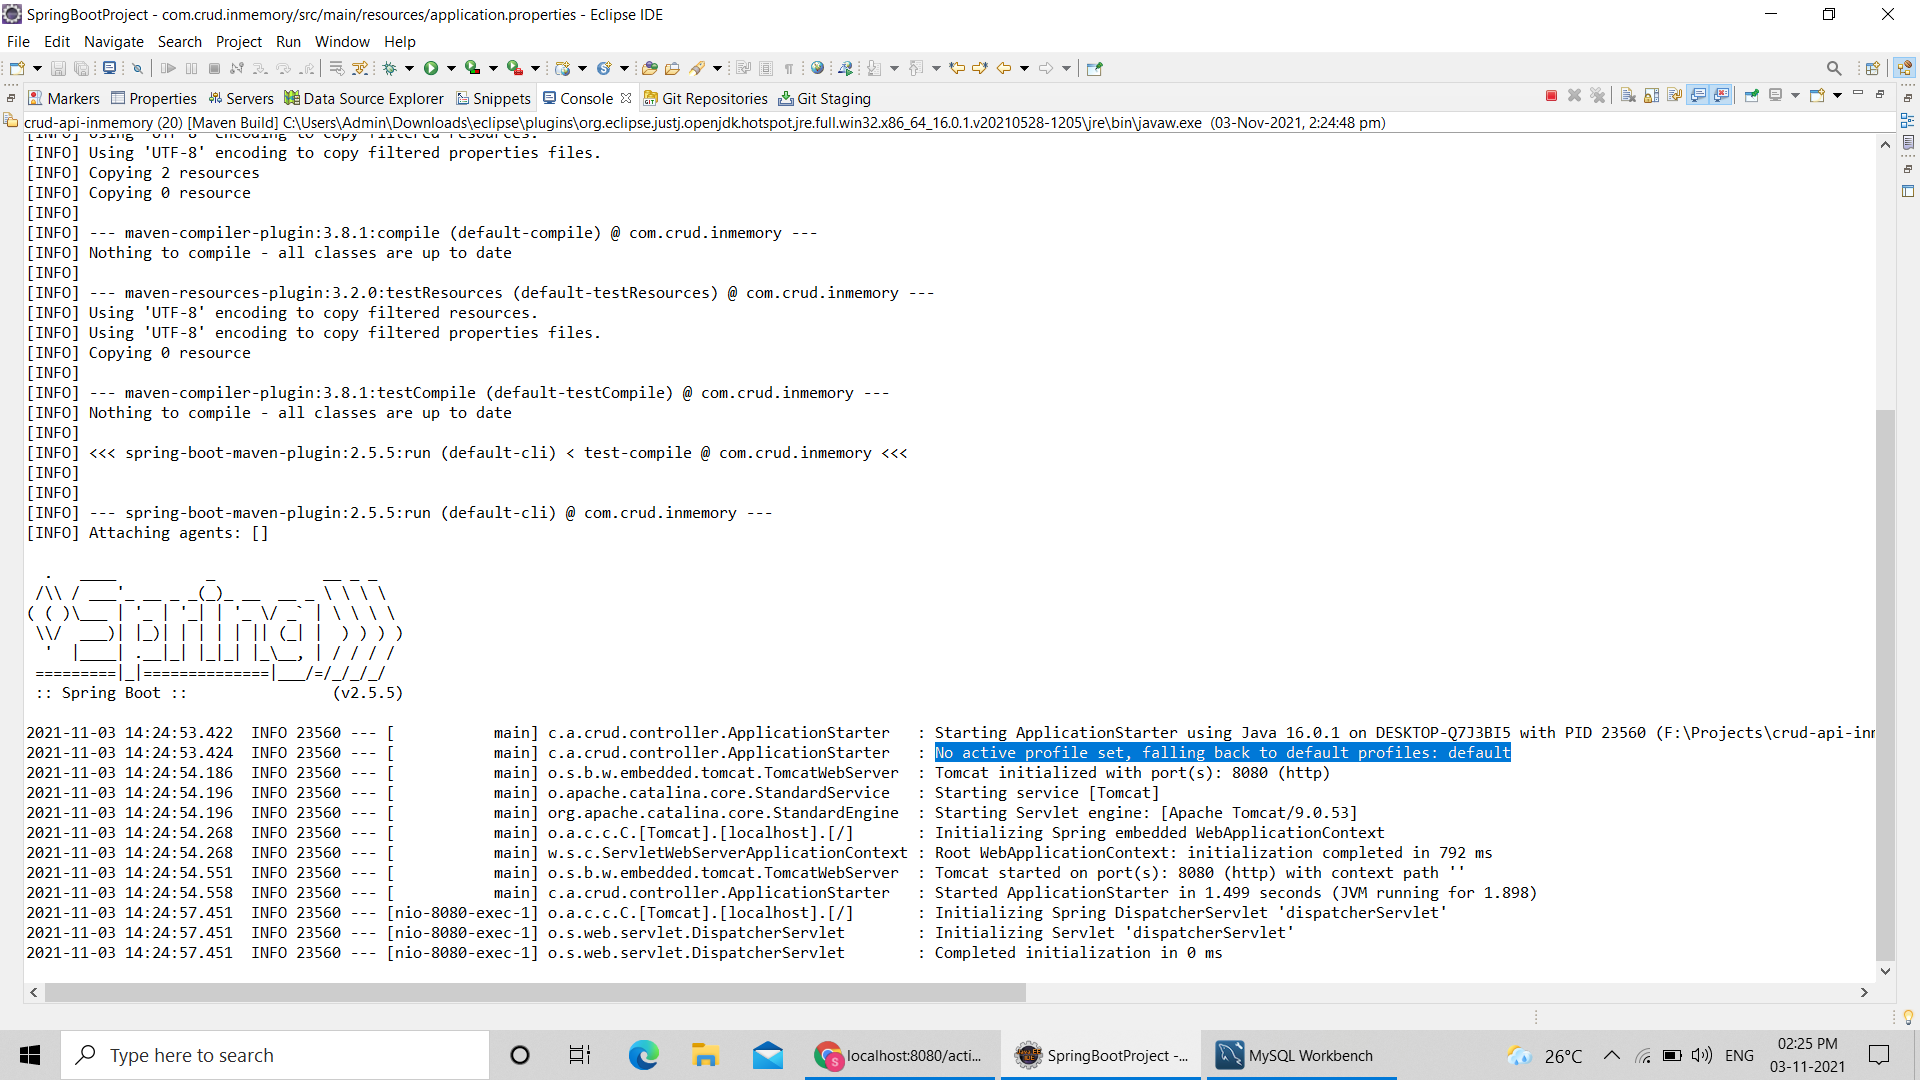 SpringBootProject - com.crud.inmemory/src/main/resources/application.properties - Eclipse IDE
File Edit Navigate Search Project Run Window Help
Markers Properties Servers Data Source Explorer Snippets Console Git Repositories Git Staging
crud-api-inmemory (20) [Maven Build] C:\Users\Admin\Downloads\eclipse\plugins\org.eclipse.justj.openjdk.hotspot.jre.full.win32.x86_64_16.0.1.v20210528-1205\jre\bin\javaw.exe (03-Nov-2021, 2:24:48 pm)
[INFO] Using 'UTF-8' encoding to copy filtered resources.
[INFO] Using 'UTF-8' encoding to copy filtered properties files.
[INFO] Copying 2 resources
[INFO] Copying 0 resource
[INFO]
[INFO] --- maven-compiler-plugin:3.8.1:compile (default-compile) @ com.crud.inmemory ---
[INFO] Nothing to compile - all classes are up to date
[INFO]
[INFO] --- maven-resources-plugin:3.2.0:testResources (default-testResources) @ com.crud.inmemory ---
[INFO] Using 'UTF-8' encoding to copy filtered resources.
[INFO] Using 'UTF-8' encoding to copy filtered properties files.
[INFO] Copying 0 resource
[INFO]
[INFO] --- maven-compiler-plugin:3.8.1:testCompile (default-testCompile) @ com.crud.inmemory ---
[INFO] Nothing to compile - all classes are up to date
[INFO]
[INFO] <<< spring-boot-maven-plugin:2.5.5:run (default-cli) < test-compile @ com.crud.inmemory <<<
[INFO]
[INFO]
[INFO] --- spring-boot-maven-plugin:2.5.5:run (default-cli) @ com.crud.inmemory ---
[INFO] Attaching agents: []
Spring
:: Spring Boot :: (v2.5.5)
2021-11-03 14:24:53.422 INFO 23560 --- [ main] c.a.crud.controller.ApplicationStarter : Starting ApplicationStarter using Java 16.0.1 on DESKTOP-Q7J3BI5 with PID 23560 (F:\Projects\crud-api-inm
2021-11-03 14:24:53.424 INFO 23560 --- [ main] c.a.crud.controller.ApplicationStarter : No active profile set, falling back to default profiles: default
2021-11-03 14:24:54.186 INFO 23560 --- [ main] o.s.b.w.embedded.tomcat.TomcatWebServer : Tomcat initialized with port(s): 8080 (http)
2021-11-03 14:24:54.196 INFO 23560 --- [ main] o.apache.catalina.core.StandardService : Starting service [Tomcat]
2021-11-03 14:24:54.196 INFO 23560 --- [ main] org.apache.catalina.core.StandardEngine : Starting Servlet engine: [Apache Tomcat/9.0.53]
2021-11-03 14:24:54.268 INFO 23560 --- [ main] o.a.c.c.C.[Tomcat].[localhost].[/] : Initializing Spring embedded WebApplicationContext
2021-11-03 14:24:54.268 INFO 23560 --- [ main] w.s.c.ServletWebServerApplicationContext : Root WebApplicationContext: initialization completed in 792 ms
2021-11-03 14:24:54.551 INFO 23560 --- [ main] o.s.b.w.embedded.tomcat.TomcatWebServer : Tomcat started on port(s): 8080 (http) with context path ''
2021-11-03 14:24:54.558 INFO 23560 --- [ main] c.a.crud.controller.ApplicationStarter : Started ApplicationStarter in 1.499 seconds (JVM running for 1.898)
2021-11-03 14:24:57.451 INFO 23560 --- [nio-8080-exec-1] o.a.c.c.C.[Tomcat].[localhost].[/] : Initializing Spring DispatcherServlet 'dispatcherServlet'
2021-11-03 14:24:57.451 INFO 23560 --- [nio-8080-exec-1] o.s.web.servlet.DispatcherServlet : Initializing Servlet 'dispatcherServlet'
2021-11-03 14:24:57.451 INFO 23560 --- [nio-8080-exec-1] o.s.web.servlet.DispatcherServlet : Completed initialization in 0 ms
Type here to search
localhost:8080/acti...
SpringBootProject -...
MySQL Workbench
26°C
ENG
02:25 PM
03-11-2021